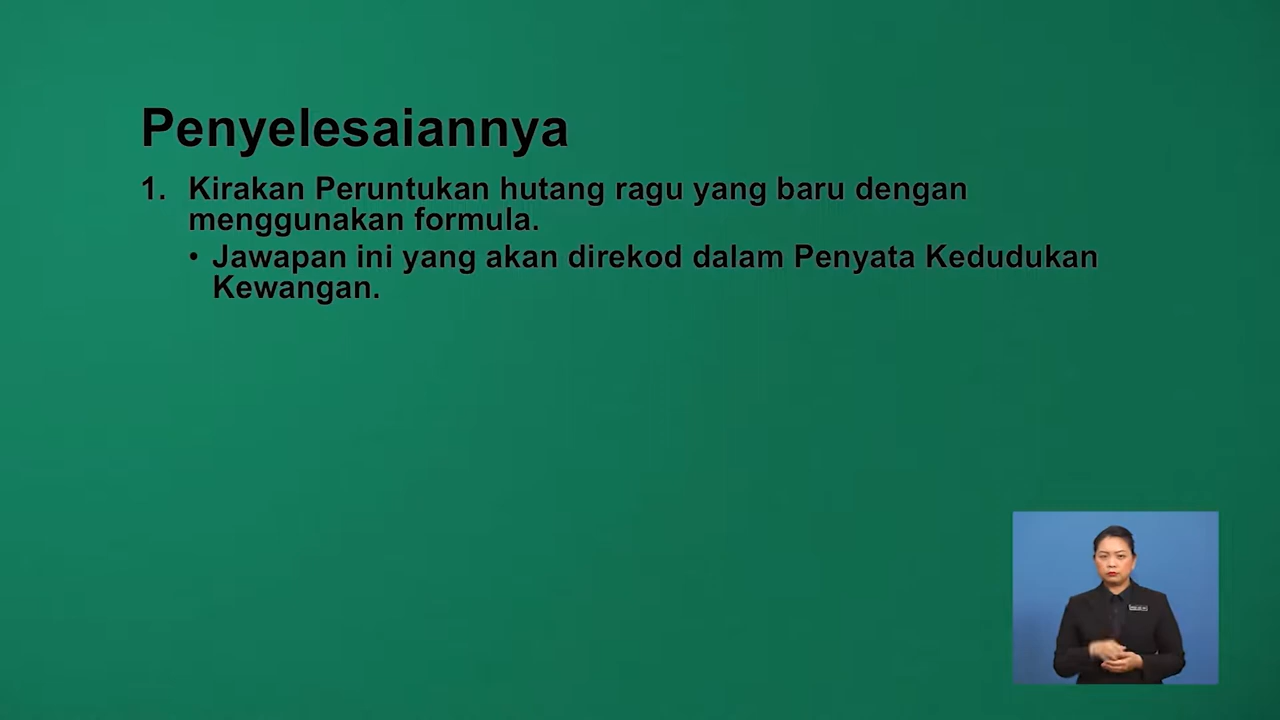 Penyelesaiannya
1. Kirakan Peruntukan hutang ragu yang baru dengan
menggunakan formula.
• Jawapan ini yang akan direkod dalam Penyata Kedudukan
Kewangan.